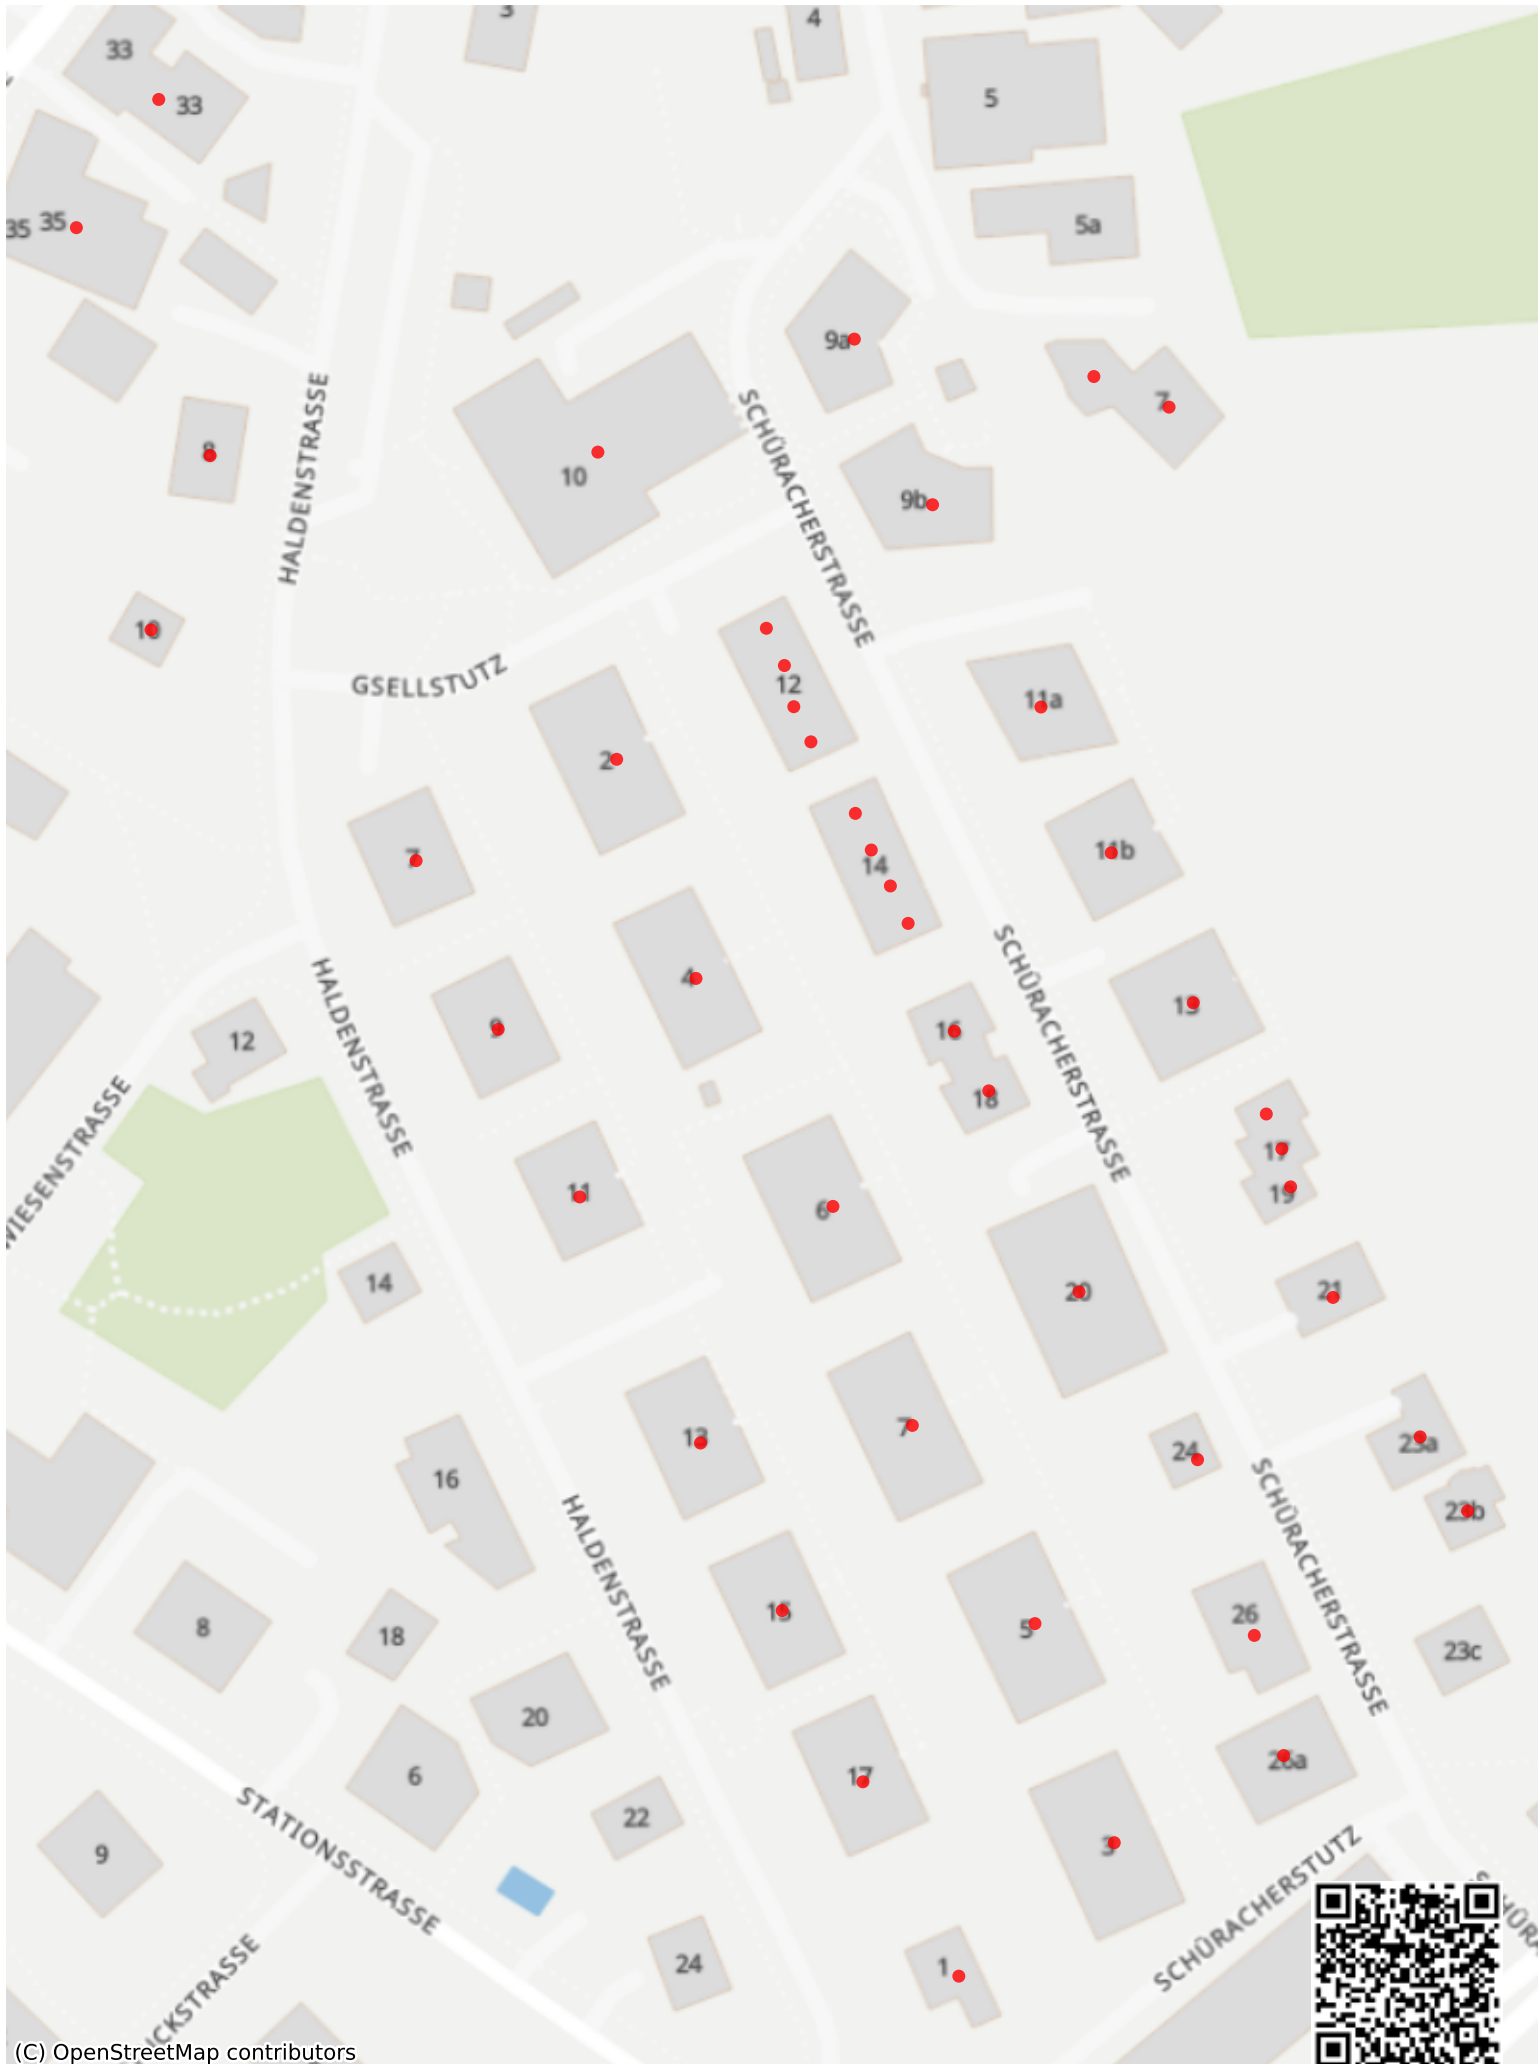 3
4
33
33
5
35
35
5a
9a
7
8
HALDENSTRASSE
SCHÜRACHERSTRASSE
10
9b
10
GSELLSTUTZ
12
11a
2
7
14
11b
SCHÜRACHERSTRASSE
HALDENSTRASSE
4
13
9
16
12
18
WIESENSTRASSE
17
11
19
6
14
20
21
13
7
24
23a
16
SCHÜRACHERSTRASSE
HALDENSTRASSE
23b
15
26
8
18
5
23c
20
6
17
26a
STATIONSSTRASSE
22
3
9
SCHÜRACHERSTUTZ
24
1
(C) OpenStreetMap contributors